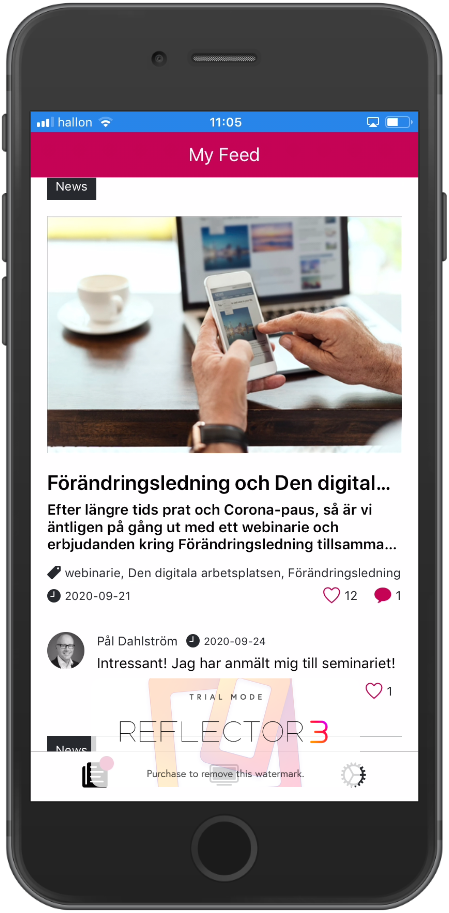 hallon 11:05
My Feed
News
Förändringsledning och Den digital...
Efter längre tids prat och Corona-paus, så är vi
äntligen på gång ut med ett webinarie och
erbjudanden kring Förändringsledning tillsamma...
webinarie, Den digitala arbetsplatsen, Förändringsledning
2020-09-21 12 1
Pål Dahlström 2020-09-24
Intressant! Jag har anmält mig till seminariet!
1
TRIAL MODE
REFLECTOR 3
News
Purchase to remove this watermark.